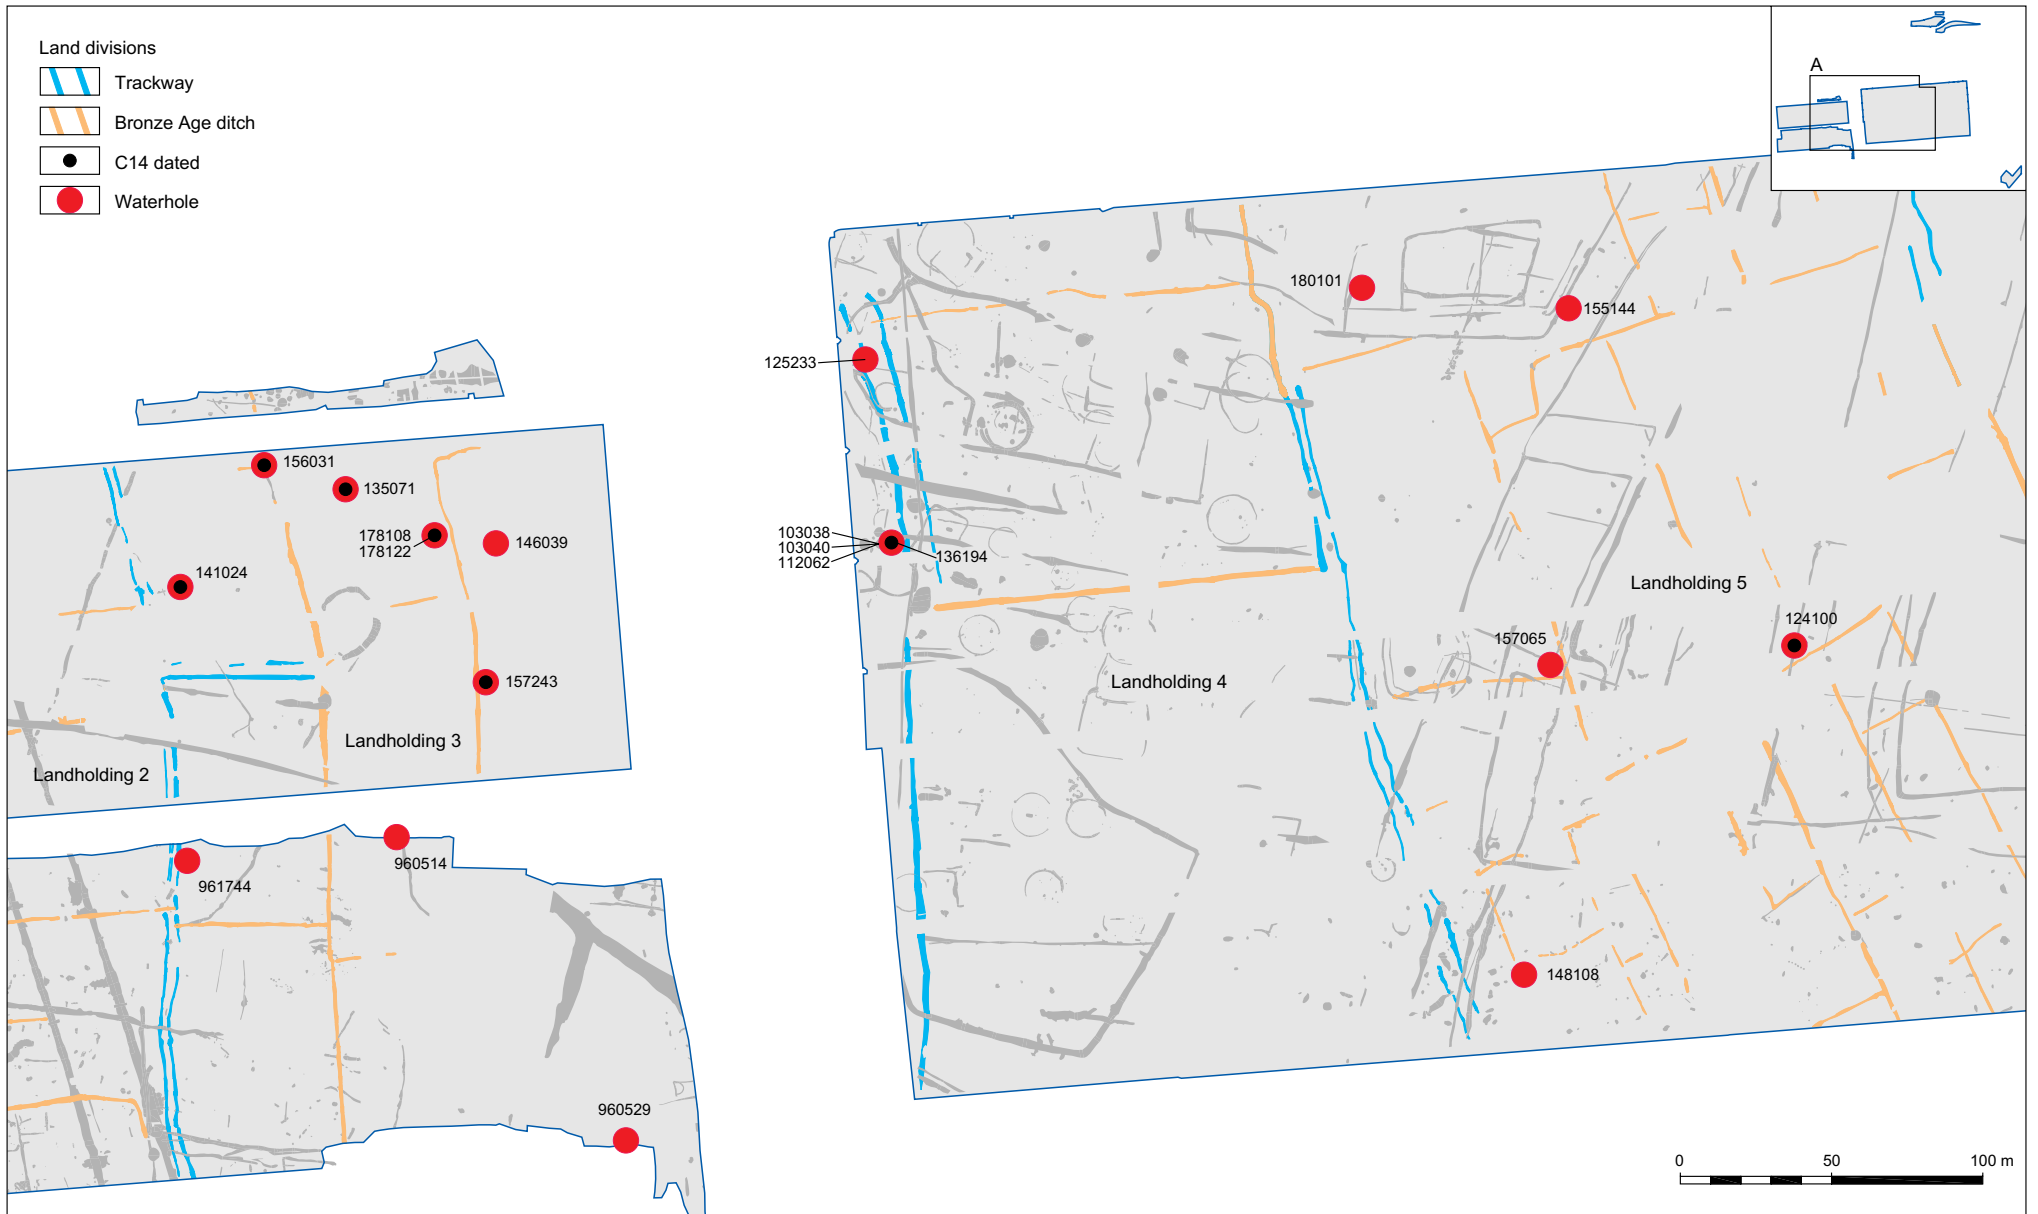 Land divisions
Trackway
Bronze Age ditch
C14 dated
Waterhole
A
180101
155144
125233
156031
135071
178108
178122
146039
103038
103040
112062
136194
141024
Landholding 5
124100
157065
157243
Landholding 4
Landholding 3
Landholding 2
960514
961744
148108
960529
0 50 100 m